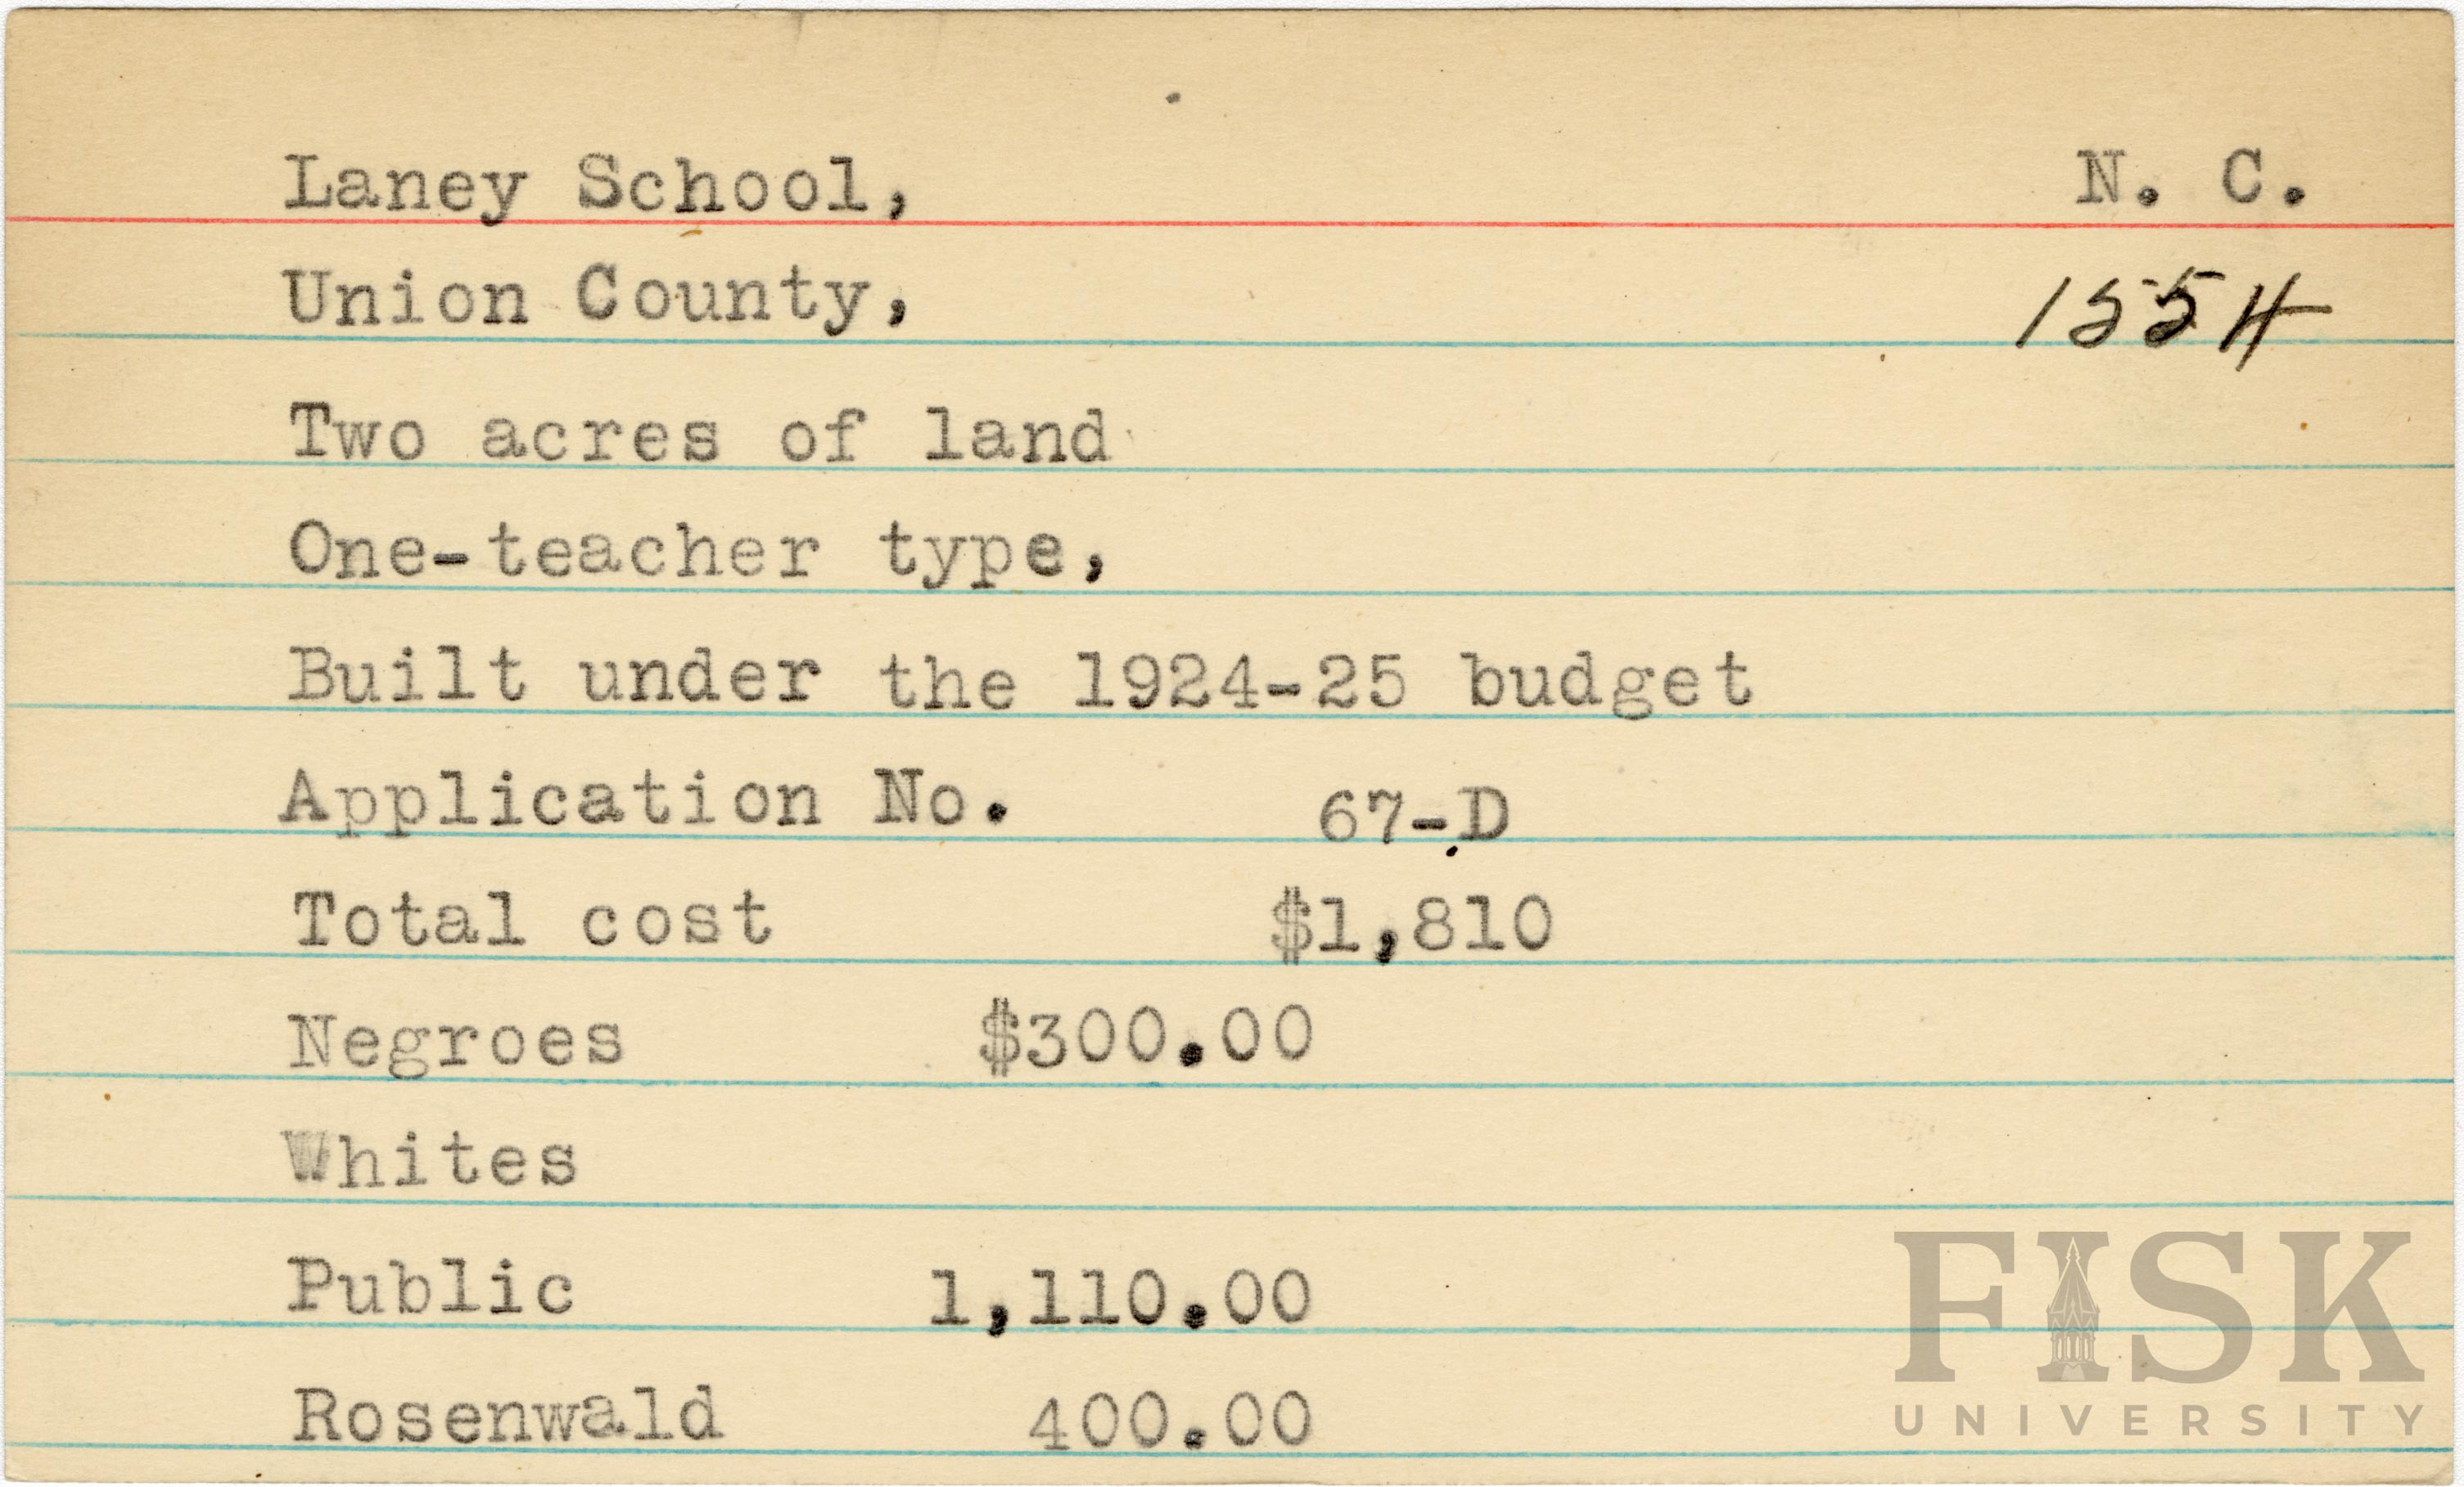 Laney School, N. C.
Union County, 1554
Two acres of land
One-teacher type,
Built under the 1924-25 budget
Application No. 67-D
Total cost $1,810
Negroes $300.00
Whites
Public 1,110.00
Rosenwald 400.00
FISK
UNIVERSITY